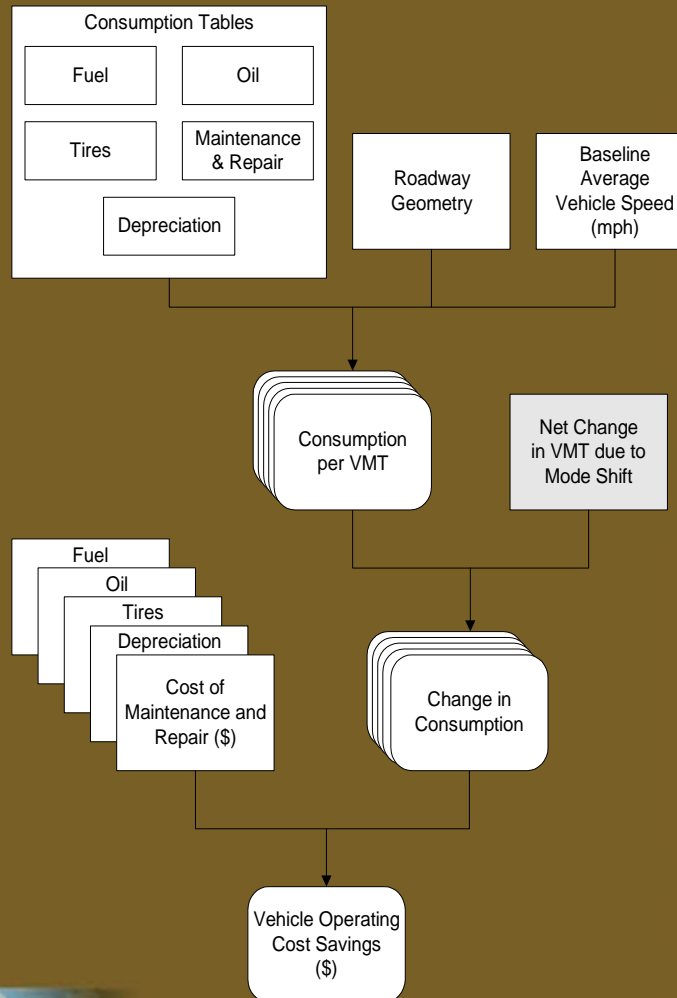 Consumption Tables
Fuel
Oil
Tires
Maintenance
& Repair
Depreciation
Roadway
Geometry
Baseline
Average
Vehicle Speed
(mph)
Consumption
per VMT
Net Change
in VMT due to
Mode Shift
Fuel
Oil
Tires
Depreciation
Cost of
Maintenance and
Repair ($)
Change in
Consumption
Vehicle Operating
Cost Savings
($)